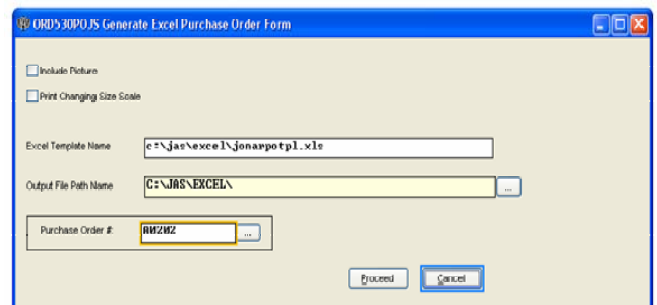 ORD530POJS Generate Excel Purchase Order Form
Include Picture
Print Changing Size Scale
Excel Template Name c:\jas\excel\jonarpotpl.xls
Output File Path Name C:\JAS\EXCEL\ ...
Purchase Order #: ...
Proceed Cancel